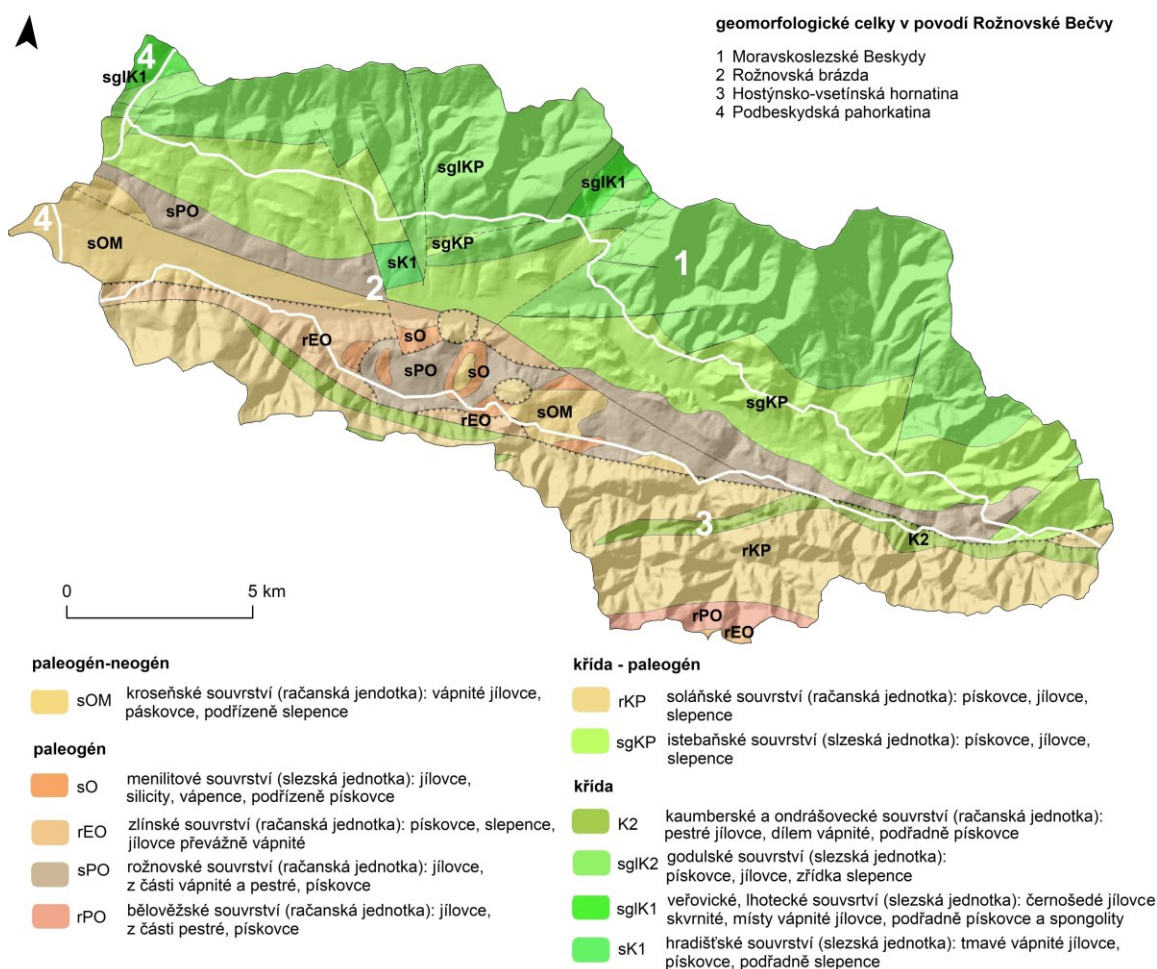 geomorfologické celky v povodí Rožnovské Bečvy
1 Moravskoslezské Beskydy
2 Rožnovská brázda
3 Hostýnsko-vsetínská hornatina
4 Podbeskydská pahorkatina
4
sglK1
sglKP
sglK1
sPO
4
sOM
sgKP
sK1
1
2
rEO
sO
sPO
sO
sgKP
sOM
rEO
3
K2
rKP
rPO
rEO
0 5 km
paleogén-neogén
sOM kroseňské souvrství (račanská jendotka): vápnité jílovce,
páskovce, podřízeně slepence
paleogén
sO menilitové souvrství (slezská jednotka): jílovce,
silicity, vápence, podřízeně pískovce
rEO zlínské souvrství (račanská jednotka): pískovce, slepence,
jílovce převážně vápnité
sPO rožnovské souvrství (račanská jednotka): jílovce,
z části vápnité a pestré, pískovce
rPO bělověžské souvrství (račanská jednotka): jílovce,
z části pestré, pískovce
křída - paleogén
rKP soláňské souvrství (račanská jednotka): pískovce, jílovce,
slepence
sgKP istebaňské souvrství (slzeská jednotka): pískovce, jílovce,
slepence
křída
K2 kaumberské a ondrášovecké souvrství (račanská jednotka):
pestré jílovce, dílem vápnité, podřadně pískovce
sglK2 godulské souvrství (slezská jednotka):
pískovce, jílovce, zřídka slepence
sglK1 veřovické, lhotecké souvsrtví (slezská jednotka): černošedé jílovce
skvrnité, místy vápnité jílovce, podřadně pískovce a spongolity
sK1 hradišťské souvrství (slezská jednotka): tmavé vápnité jílovce,
pískovce, podřadně slepence